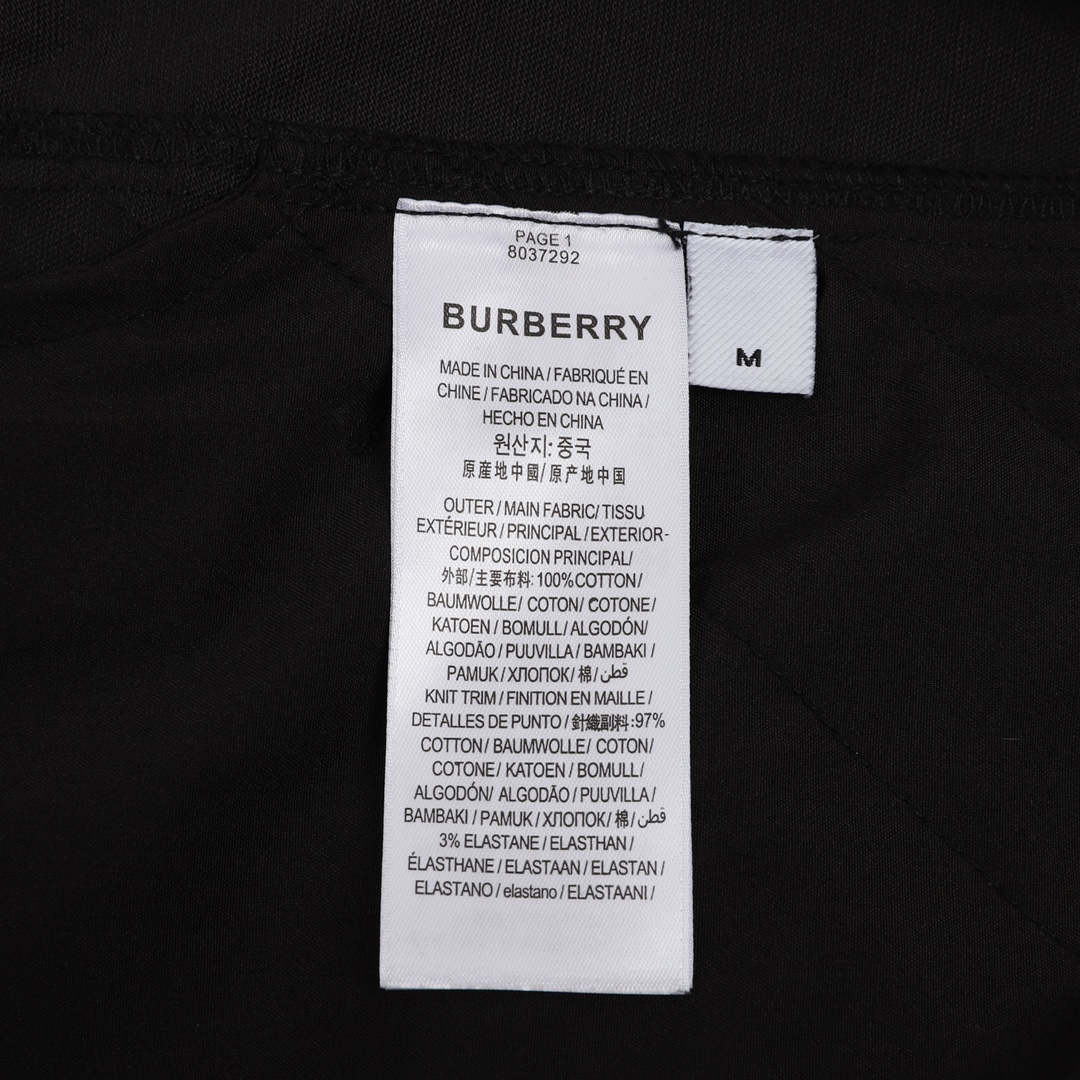 PAGE 1
8037292
BURBERRY
M
MADE IN CHINA / FABRIQUÉ EN
CHINE / FABRICADO NA CHINA /
HECHO EN CHINA
원산지: 중국
原産地中國/ 原产地中国
OUTER / MAIN FABRIC/ TISSU
EXTÉRIEUR / PRINCIPAL / EXTERIOR-
COMPOSICION PRINCIPAL/
外部/主要布料: 100%COTTON /
BAUMWOLLE/ COTON/ COTONE /
KATOEN / BOMULL/ ALGODÓN/
ALGODÃO / PUUVILLA / BAMBAKI /
PAMUK / ХЛОПОК/ 棉/ قطن
KNIT TRIM / FINITION EN MAILLE /
DETALLES DE PUNTO / 針織副料:97%
COTTON / BAUMWOLLE/ COTON/
COTONE/ KATOEN / BOMULL/
ALGODÓN/ ALGODÃO / PUUVILLA /
BAMBAKI / PAMUK / ХЛОПОК / 棉/ قطن
3% ELASTANE / ELASTHAN /
ÉLASTHANE / ELASTAAN / ELASTAN /
ELASTANO / elastano / ELASTAANI /